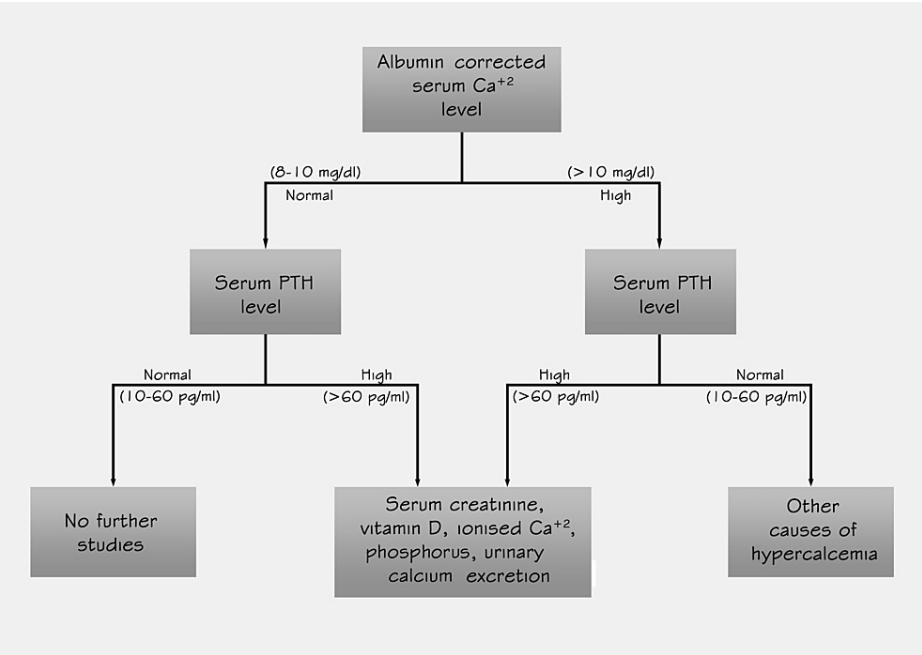 Albumin corrected
serum Ca⁺²
level
(8-10 mg/dl)
Normal
(>10 mg/dl)
High
Serum PTH
level
Serum PTH
level
Normal
(10-60 pg/ml)
High
(>60 pg/ml)
High
(>60 pg/ml)
Normal
(10-60 pg/ml)
No further
studies
Serum creatinine,
vitamin D, ionised Ca⁺²,
phosphorus, urinary
calcium excretion
Other
causes of
hypercalcemia